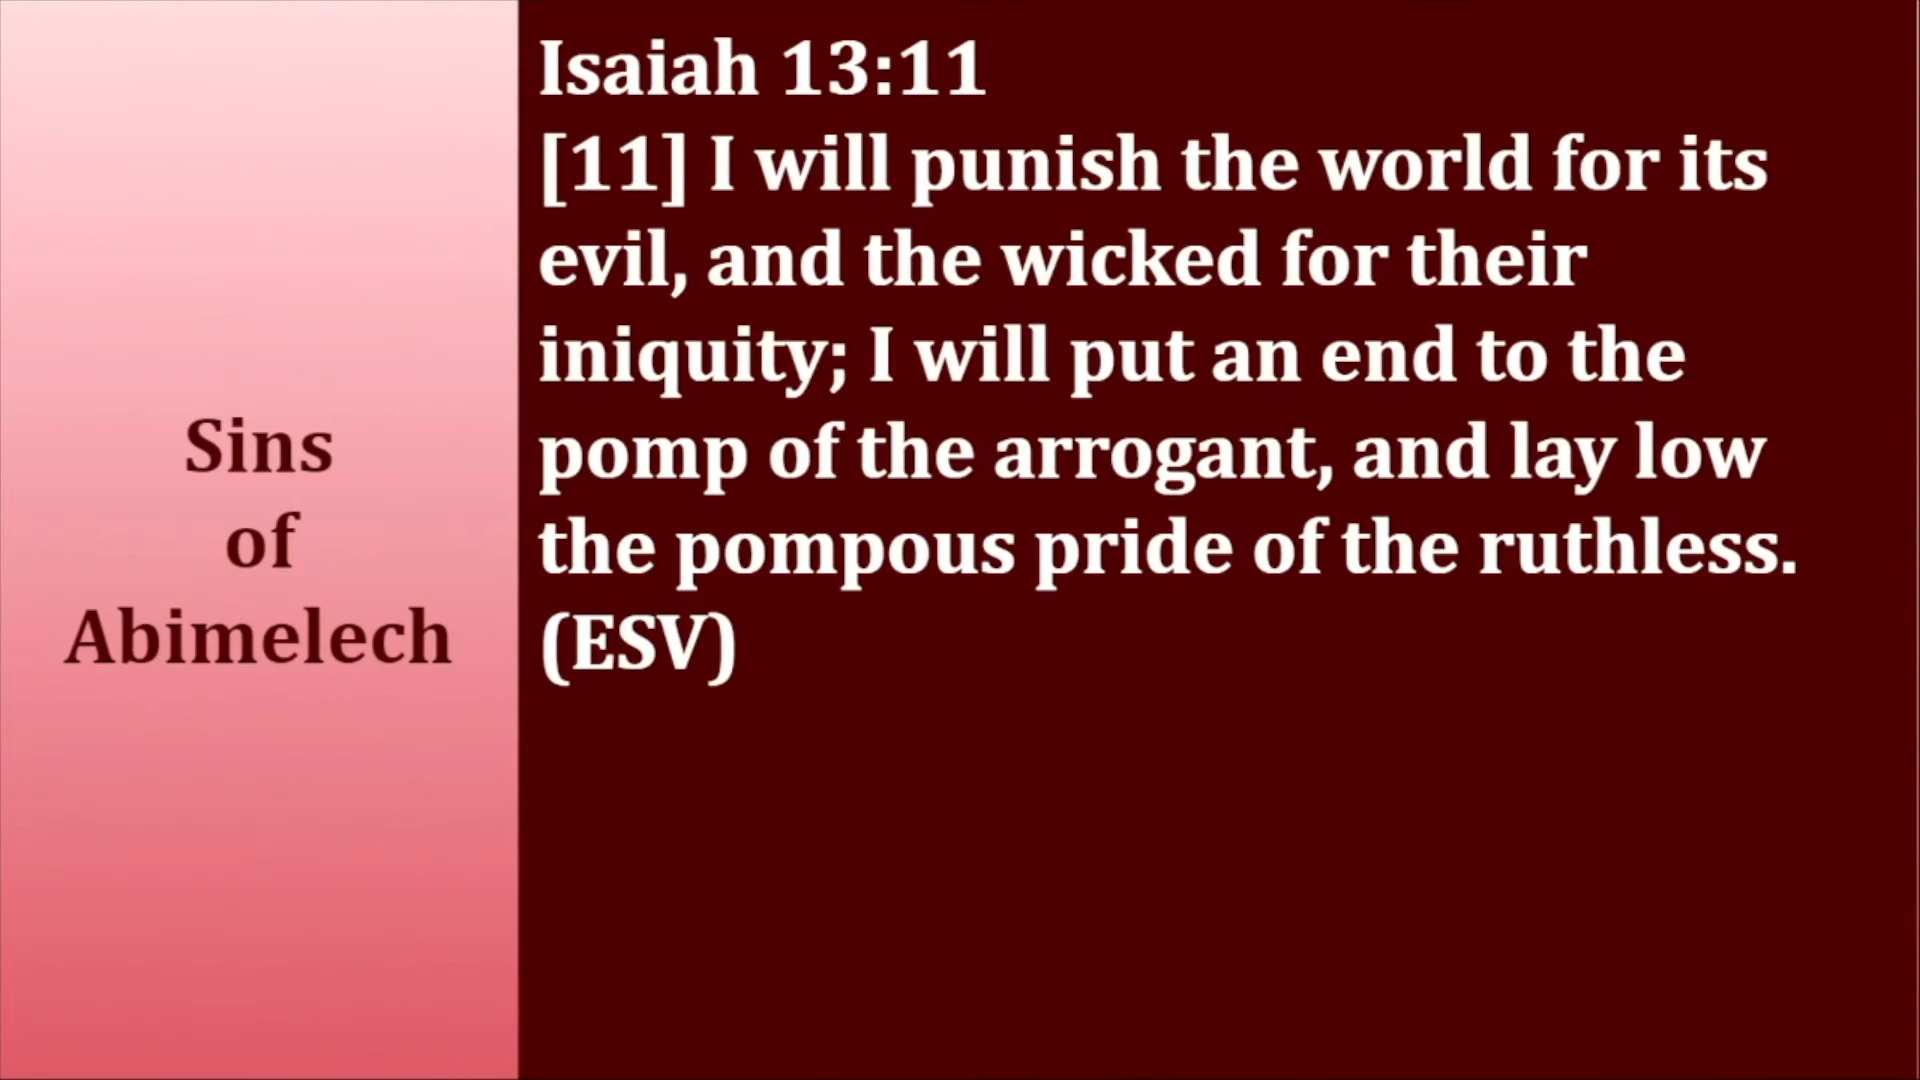 Sins
of
Abimelech
Isaiah 13:11
[11] I will punish the world for its
evil, and the wicked for their
iniquity; I will put an end to the
pomp of the arrogant, and lay low
the pompous pride of the ruthless.
(ESV)